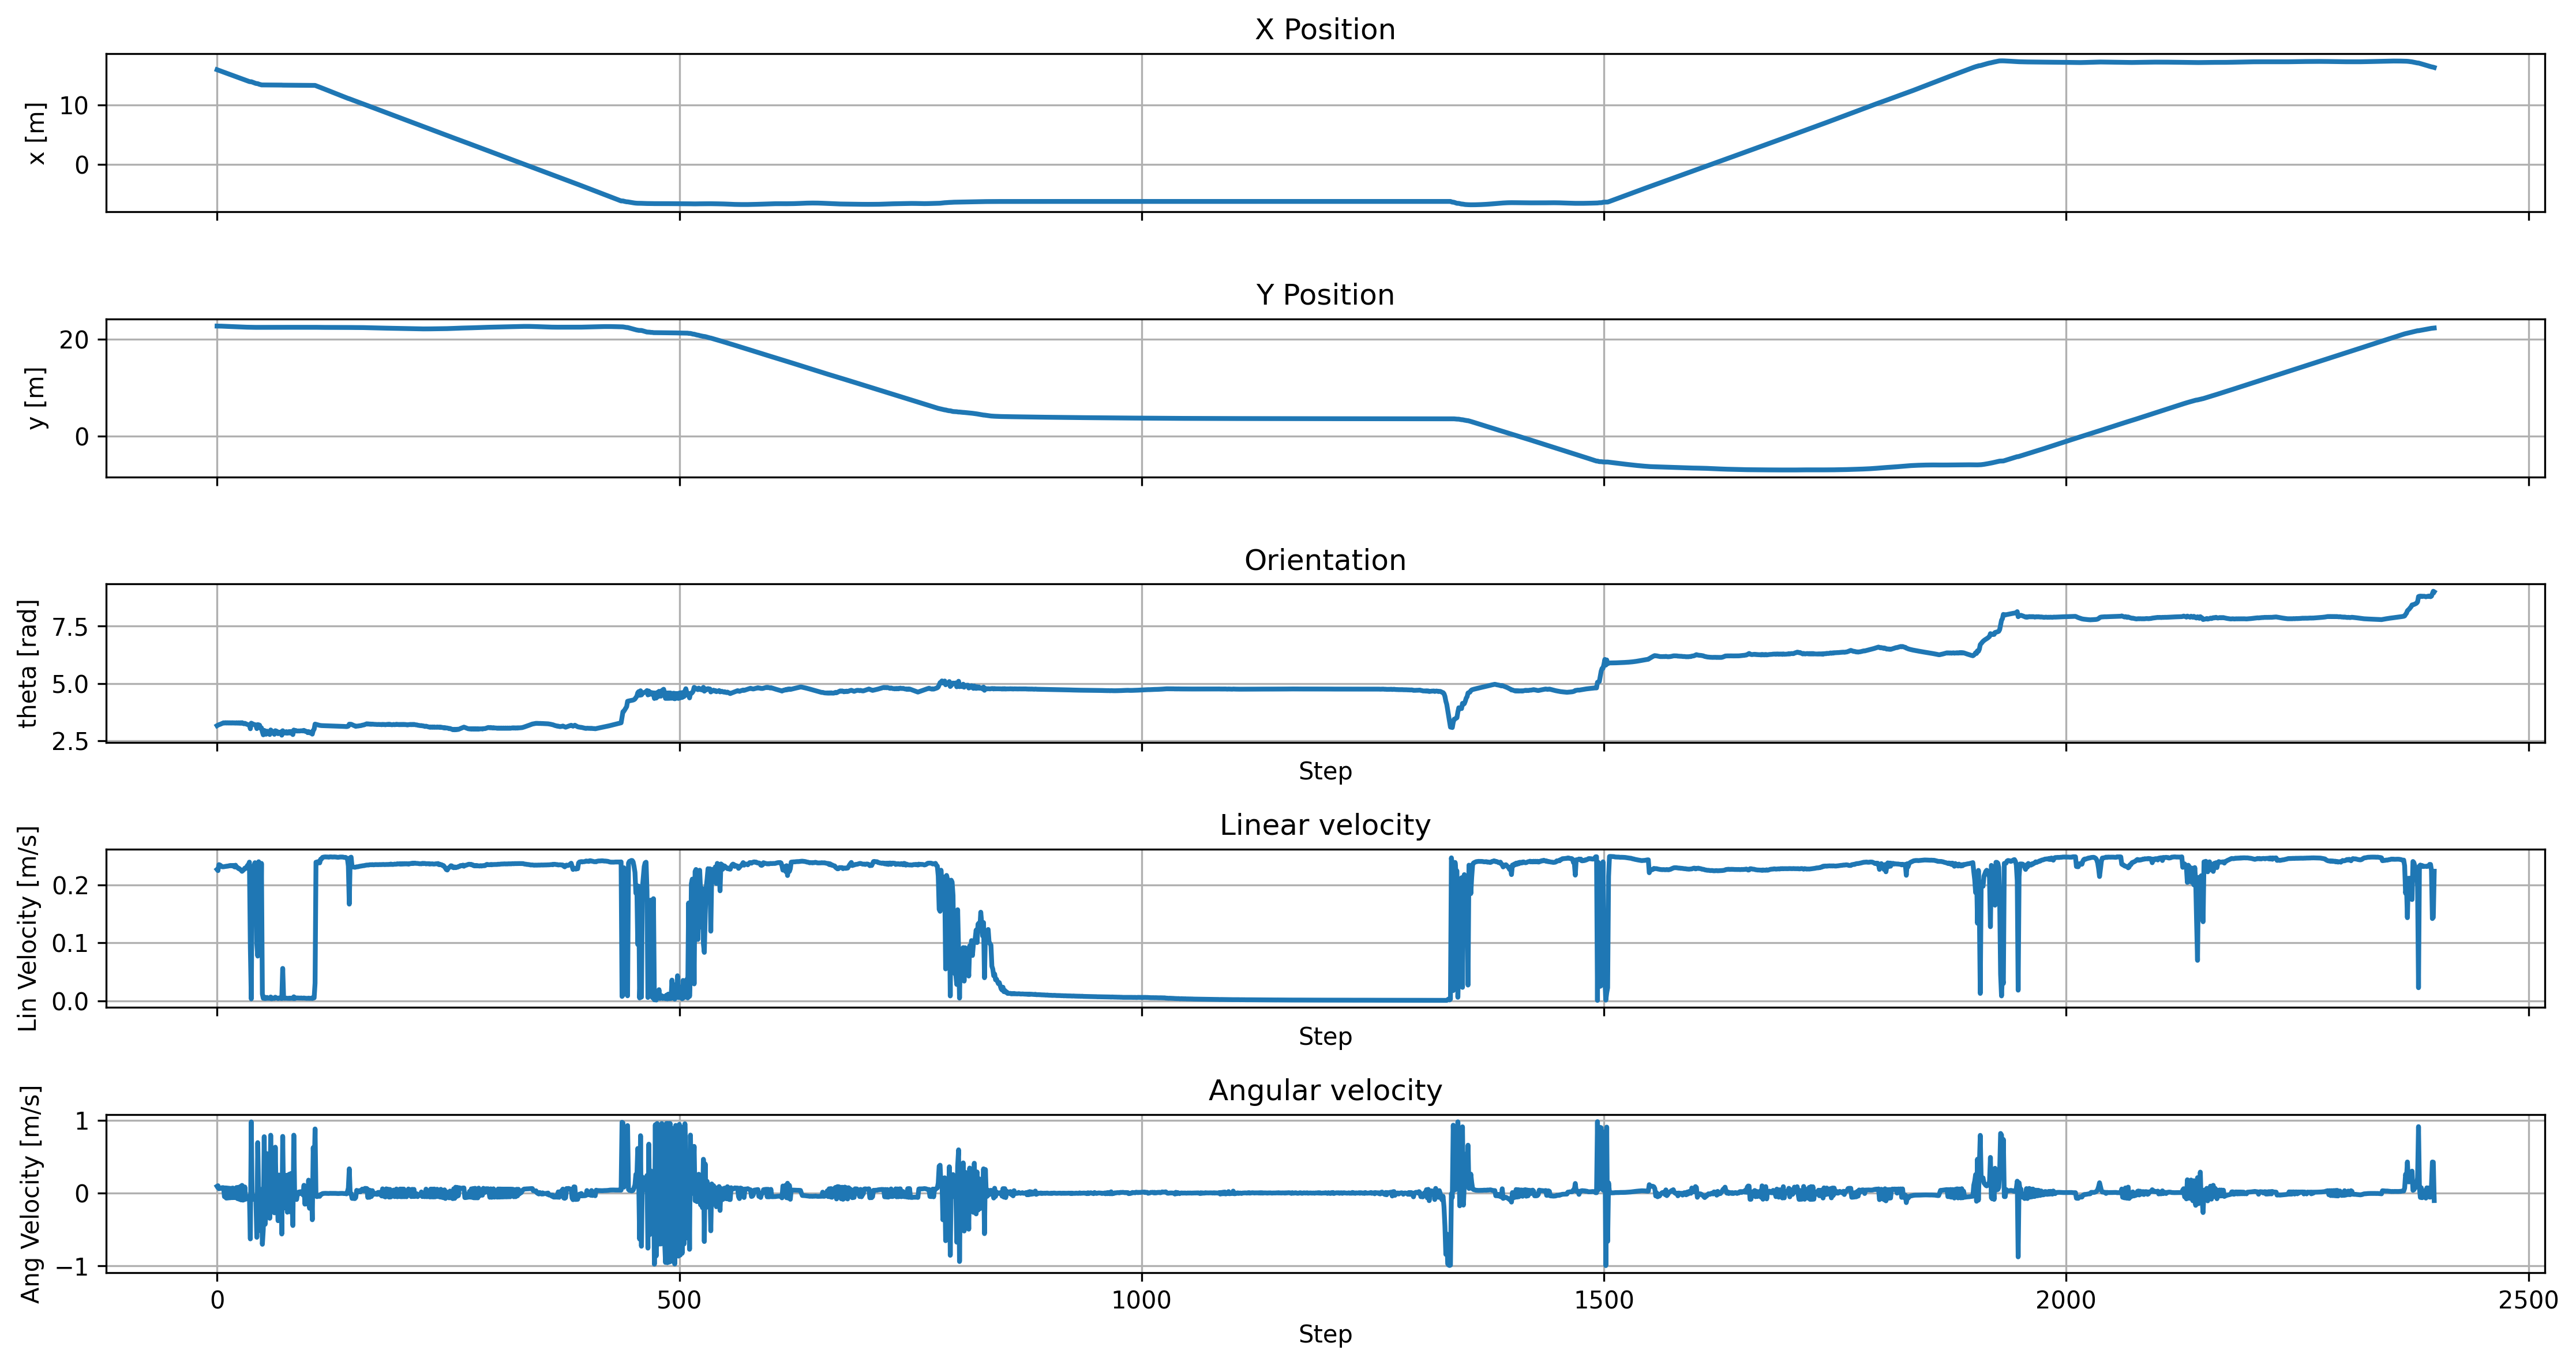 X Position
x [m]
10
0
Y Position
y [m]
20
0
Orientation
theta [rad]
7.5
5.0
2.5
Step
Linear velocity
Lin Velocity [m/s]
0.2
0.1
0.0
Step
Angular velocity
Ang Velocity [m/s]
1
0
−1
0 500 1000 1500 2000 2500
Step